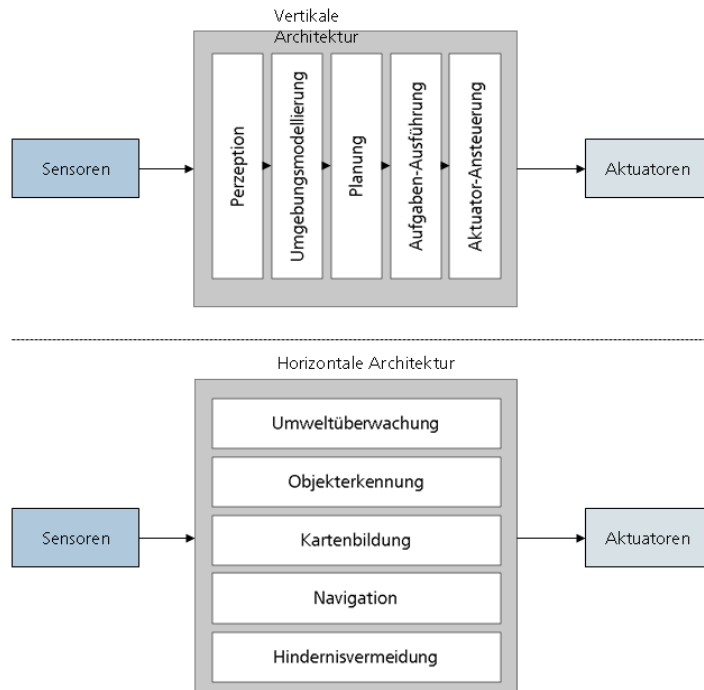 Vertikale
Architektur
Sensoren
Perzeption
Umgebungsmodellierung
Planung
Aufgaben-Ausführung
Aktuator-Ansteuerung
Aktuatoren
Horizontale Architektur
Umweltüberwachung
Objekterkennung
Sensoren
Kartenbildung
Aktuatoren
Navigation
Hindernisvermeidung